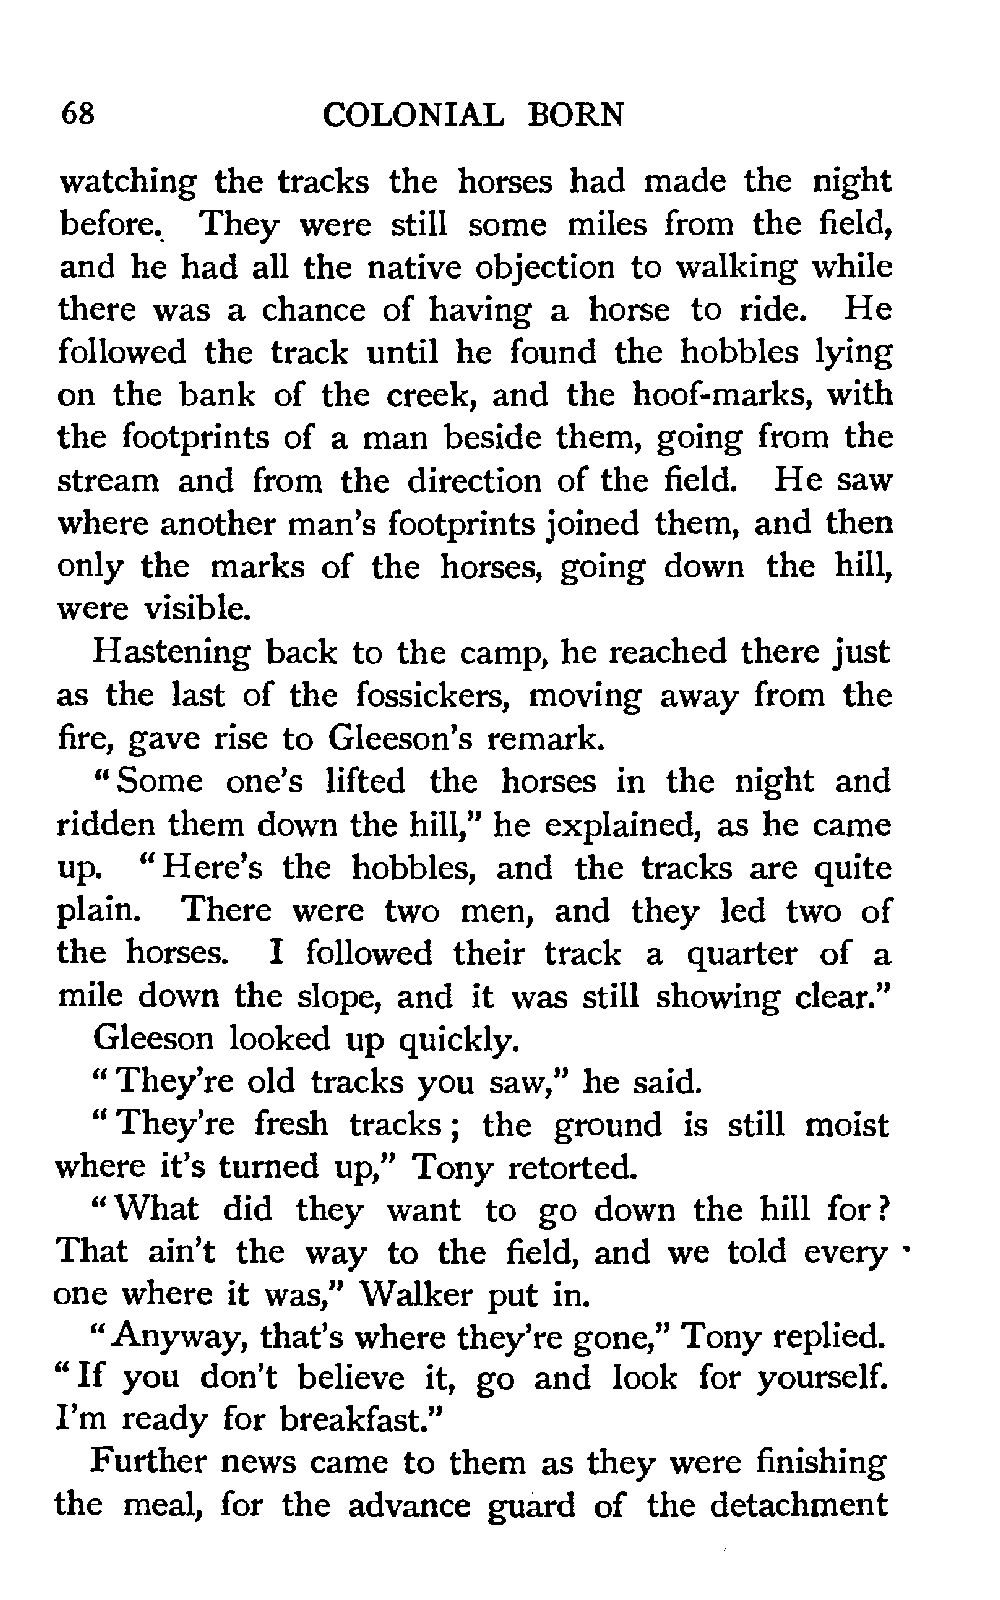 68 COLONIAL BORN
watching the tracks the horses had made the night
before. They were still some miles from the field,
and he had all the native objection to walking while
there was a chance of having a horse to ride. He
followed the track until he found the hobbles lying
on the bank of the creek, and the hoof-marks, with
the footprints of a man beside them, going from the
stream and from the direction of the field. He saw
where another man's footprints joined them, and then
only the marks of the horses, going down the hill,
were visible.
Hastening back to the camp, he reached there just
as the last of the fossickers, moving away from the
fire, gave rise to Gleeson's remark.
“Some one's lifted the horses in the night and
ridden them down the hill,” he explained, as he came
up. “Here's the hobbles, and the tracks are quite
plain. There were two men, and they led two of
the horses. I followed their track a quarter of a
mile down the slope, and it was still showing clear.”
Gleeson looked up quickly.
“They're old tracks you saw,” he said.
“They're fresh tracks; the ground is still moist
where it's turned up,” Tony retorted.
“What did they want to go down the hill for?
That ain't the way to the field, and we told every
one where it was,” Walker put in.
“Anyway, that's where they're gone,” Tony replied.
“If you don't believe it, go and look for yourself.
I'm ready for breakfast.”
Further news came to them as they were finishing
the meal, for the advance guard of the detachment